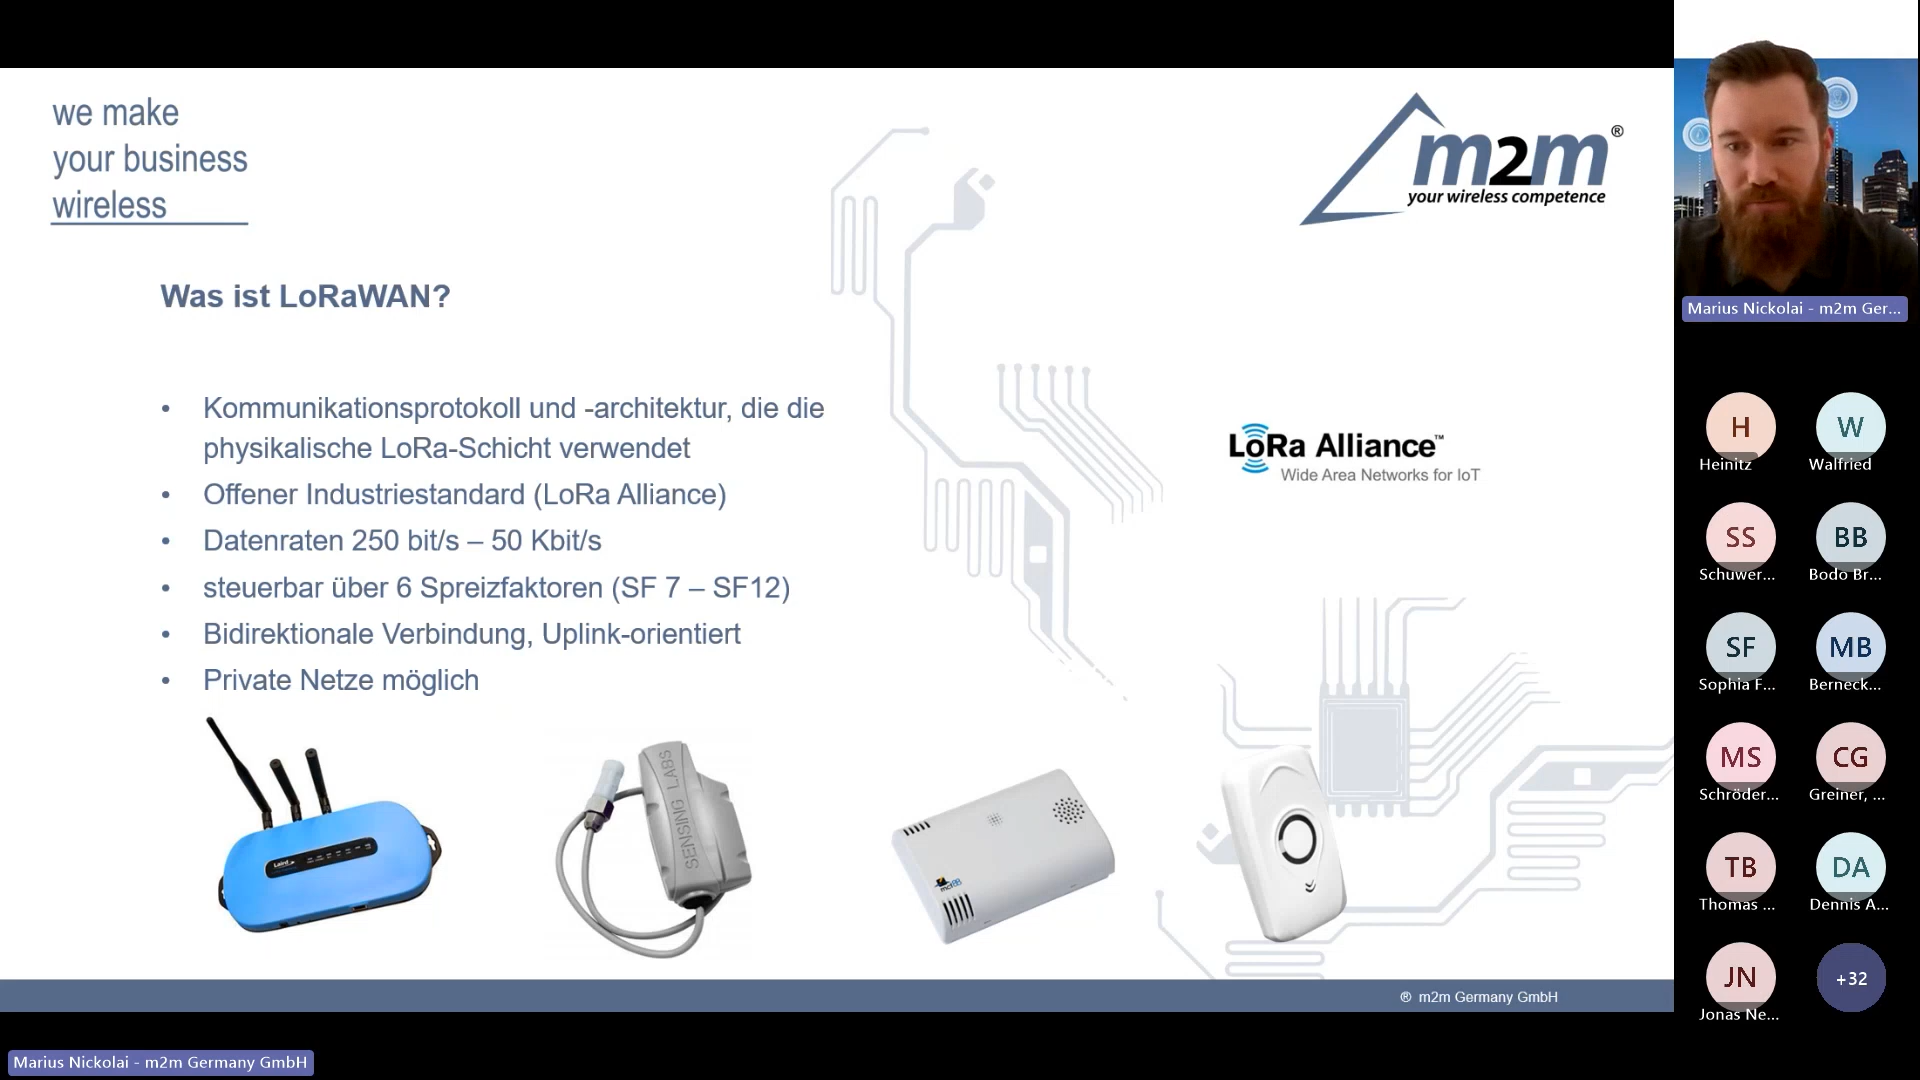 we make
your business
wireless
m2m®
your wireless competence
Was ist LoRaWAN?
• Kommunikationsprotokoll und -architektur, die die
physikalische LoRa-Schicht verwendet
• Offener Industriestandard (LoRa Alliance)
• Datenraten 250 bit/s – 50 Kbit/s
• steuerbar über 6 Spreizfaktoren (SF 7 – SF12)
• Bidirektionale Verbindung, Uplink-orientiert
• Private Netze möglich
LoRa Alliance™
Wide Area Networks for IoT
Laird
SENSING LABS
® m2m Germany GmbH
Marius Nickolai - m2m Germany GmbH
Marius Nickolai - m2m Ger...
H
Heinitz
W
Walfried
SS
Schuwer...
BB
Bodo Br...
SF
Sophia F...
MB
Berneck...
MS
Schröder...
CG
Greiner, ...
TB
Thomas ...
DA
Dennis A...
JN
Jonas Ne...
+32